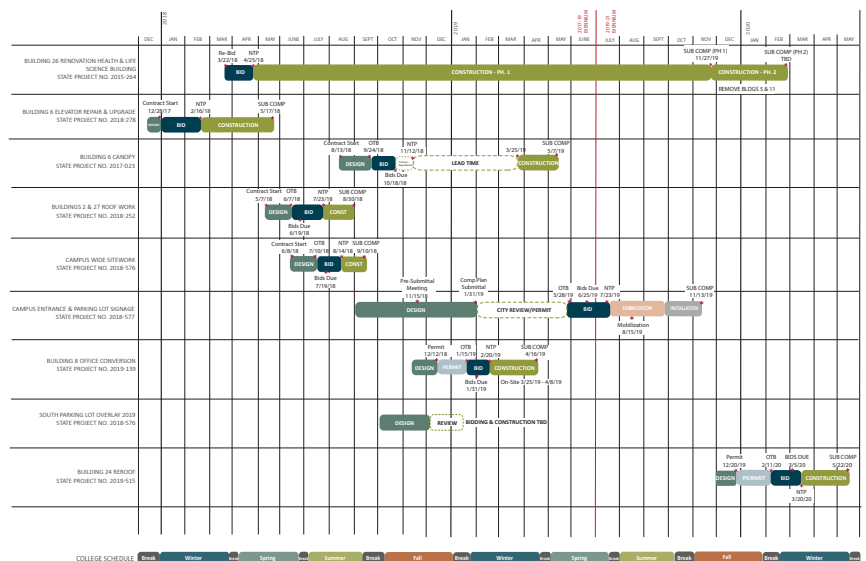 2018
2019
2017-19
BIENNIUM
2019-21
BIENNIUM
2020
DEC JAN FEB MAR APR MAY JUNE JULY AUG SEPT OCT NOV DEC JAN FEB MAR APR MAY JUNE JULY AUG SEPT OCT NOV DEC JAN FEB MAR APR MAY
BUILDING 26 RENOVATION HEALTH & LIFE
SCIENCE BUILDING
STATE PROJECT NO. 2015-264
Re-Bid
3/22/18
NTP
4/25/18
BID
CONSTRUCTION - PH. 1
SUB COMP (PH 1)
11/27/19
CONSTRUCTION - PH. 2
SUB COMP (PH 2)
TBD
REMOVE BLDGS 5 & 11
BUILDING 6 ELEVATOR REPAIR & UPGRADE
STATE PROJECT NO. 2018-278
Contract Start
12/28/17
NTP
2/16/18
SUB COMP
5/17/18
BID
CONSTRUCTION
BUILDING 6 CANOPY
STATE PROJECT NO. 2017-023
Contract Start
8/13/18
OTB
9/24/18
NTP
11/12/18
3/25/19
SUB COMP
5/7/19
DESIGN
BID
LEAD TIME
CONSTRUCTION
Bids Due
10/18/18
BUILDINGS 2 & 27 ROOF WORK
STATE PROJECT NO. 2018-252
Contract Start
5/7/18
OTB
6/7/18
NTP
7/23/18
SUB COMP
8/30/18
DESIGN
BID
CONST
Bids Due
6/19/18
CAMPUS WIDE SITEWORK
STATE PROJECT NO. 2018-576
Contract Start
6/8/18
OTB
7/10/18
NTP
8/14/18
SUB COMP
9/10/18
DESIGN
BID
CONST
Bids Due
7/19/18
CAMPUS ENTRANCE & PARKING LOT SIGNAGE
STATE PROJECT NO. 2018-577
Pre-Submittal
Meeting
11/15/18
Comp Plan
Submittal
1/31/19
OTB
5/28/19
Bids Due
6/25/19
NTP
7/23/19
SUB COMP
11/13/19
DESIGN
CITY REVIEW/PERMIT
BID
FABRICATION
INSTALLATION
Mobilization
8/15/19
BUILDING 8 OFFICE CONVERSION
STATE PROJECT NO. 2019-139
Permit
12/12/18
OTB
1/15/19
NTP
2/20/19
SUB COMP
4/16/19
DESIGN
PERMIT
BID
CONSTRUCTION
Bids Due
1/31/19
On-Site 3/25/19 - 4/8/19
SOUTH PARKING LOT OVERLAY 2019
STATE PROJECT NO. 2018-576
DESIGN
REVIEW
BIDDING & CONSTRUCTION TBD
BUILDING 24 REROOF
STATE PROJECT NO. 2019-515
Permit
12/20/19
OTB
2/11/20
BIDS DUE
3/5/20
SUB COMP
5/22/20
DESIGN
PERMIT
BID
CONSTRUCTION
NTP
3/20/20
COLLEGE SCHEDULE Break Winter Break Spring Break Summer Break Fall Break Winter Break Spring Break Summer Break Fall Break Winter Break